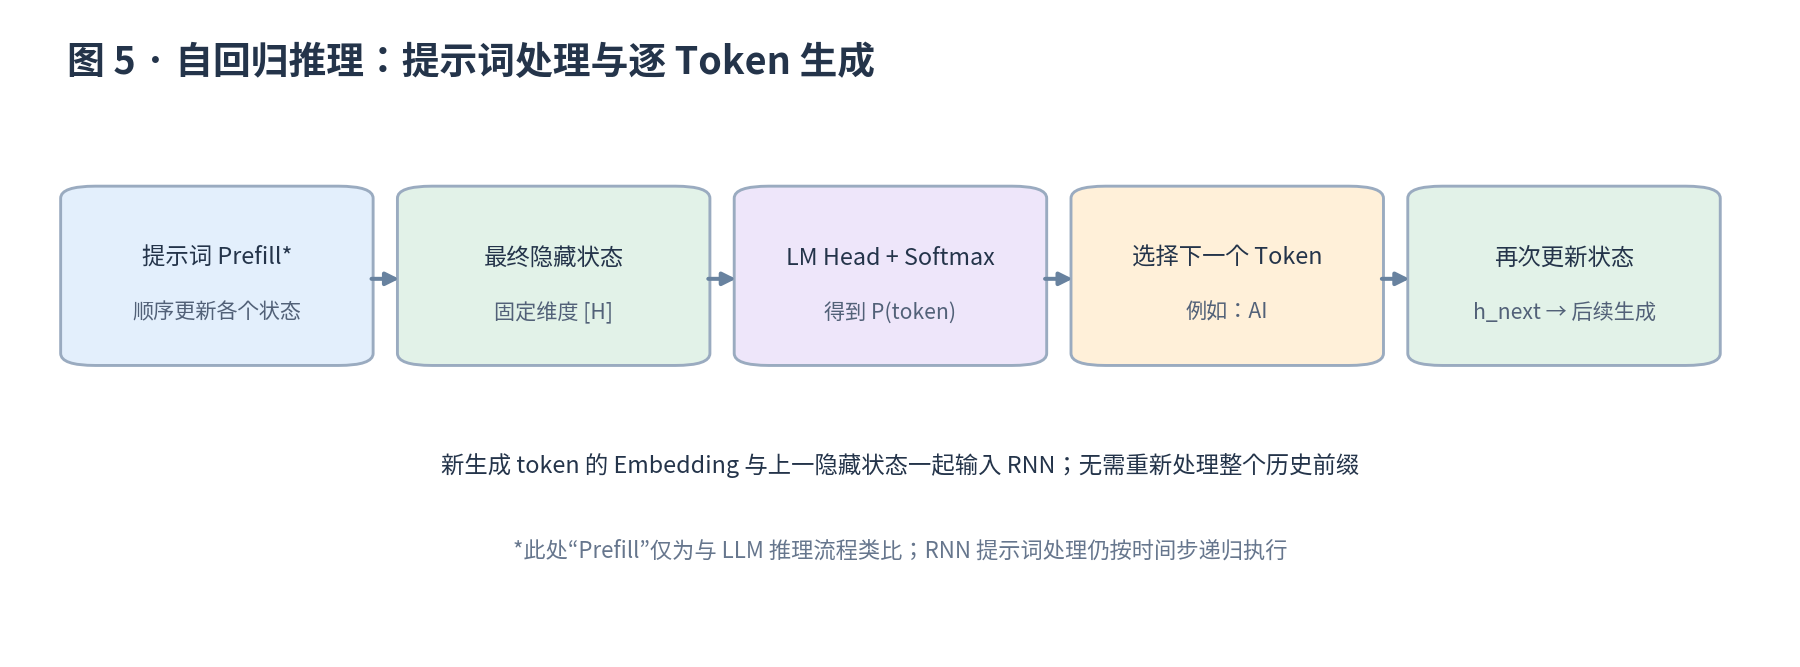 图 5 · 自回归推理：提示词处理与逐 Token 生成
提示词 Prefill*
顺序更新各个状态
最终隐藏状态
固定维度 [H]
LM Head + Softmax
得到 P(token)
选择下一个 Token
例如：AI
再次更新状态
h_next → 后续生成
新生成 token 的 Embedding 与上一隐藏状态一起输入 RNN；无需重新处理整个历史前缀
*此处“Prefill”仅为与 LLM 推理流程类比；RNN 提示词处理仍按时间步递归执行